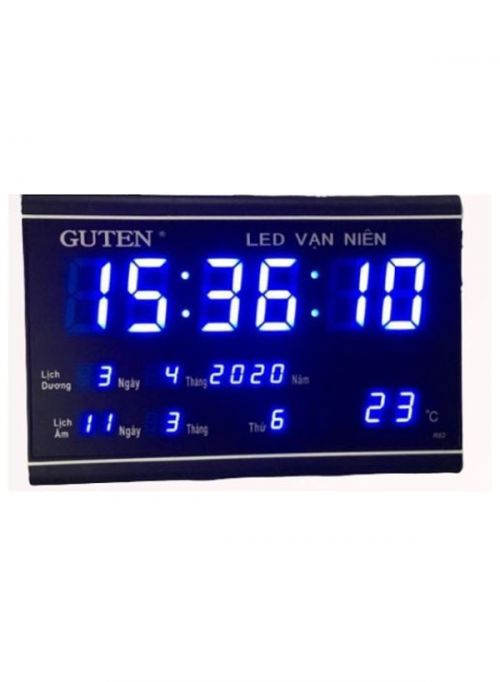 GUTEN ® LED VẠN NIÊN
15:36:10
Lịch Dương 3 Ngày 4 Tháng 2020 Năm
Lịch Âm 11 Ngày 3 Tháng Thứ 6 23 °C